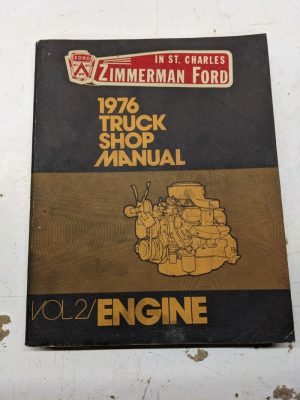 FORD
IN ST. CHARLES
ZIMMERMAN FORD
1976
TRUCK
SHOP
MANUAL
VOL.2/ENGINE